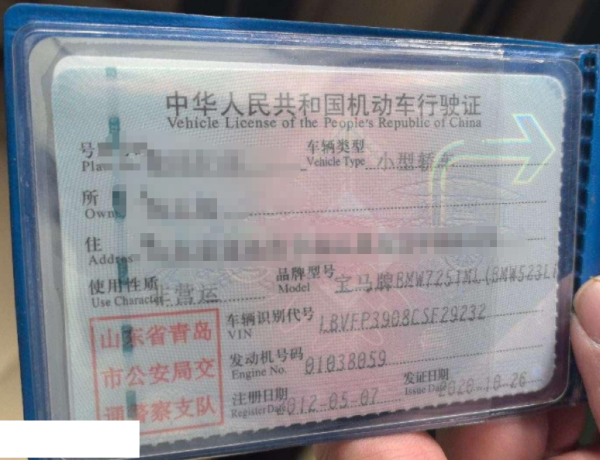 中华人民共和国机动车行驶证
Vehicle License of the People's Republic of China
号
车辆类型 小型轿车
Vehicle Type
所
Own
住
Address
使用性质 非营运
Use Character
品牌型号 宝马牌BMW7251ML(BMW523Li
Model
车辆识别代号 LBVFP3908CSF29232
VIN
发动机号码 01038059
Engine No.
注册日期 2012-05-07
Register Date
发证日期 2020-10-26
Issue Date
山东省青岛
市公安局交
通警察支队